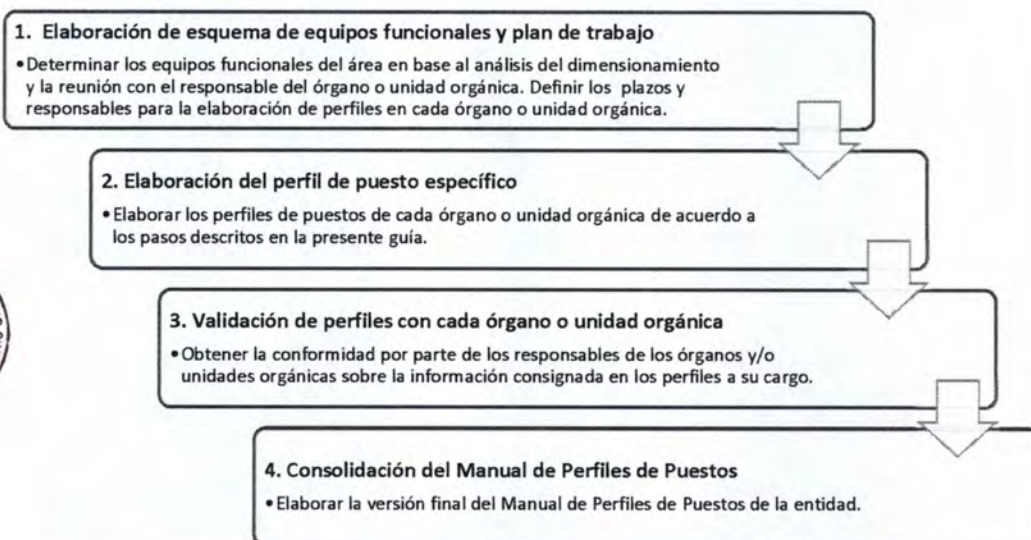 1. Elaboración de esquema de equipos funcionales y plan de trabajo
•Determinar los equipos funcionales del área en base al análisis del dimensionamiento
y la reunión con el responsable del órgano o unidad orgánica. Definir los plazos y
responsables para la elaboración de perfiles en cada órgano o unidad orgánica.
2. Elaboración del perfil de puesto específico
•Elaborar los perfiles de puestos de cada órgano o unidad orgánica de acuerdo a
los pasos descritos en la presente guía.
3. Validación de perfiles con cada órgano o unidad orgánica
•Obtener la conformidad por parte de los responsables de los órganos y/o
unidades orgánicas sobre la información consignada en los perfiles a su cargo.
4. Consolidación del Manual de Perfiles de Puestos
•Elaborar la versión final del Manual de Perfiles de Puestos de la entidad.